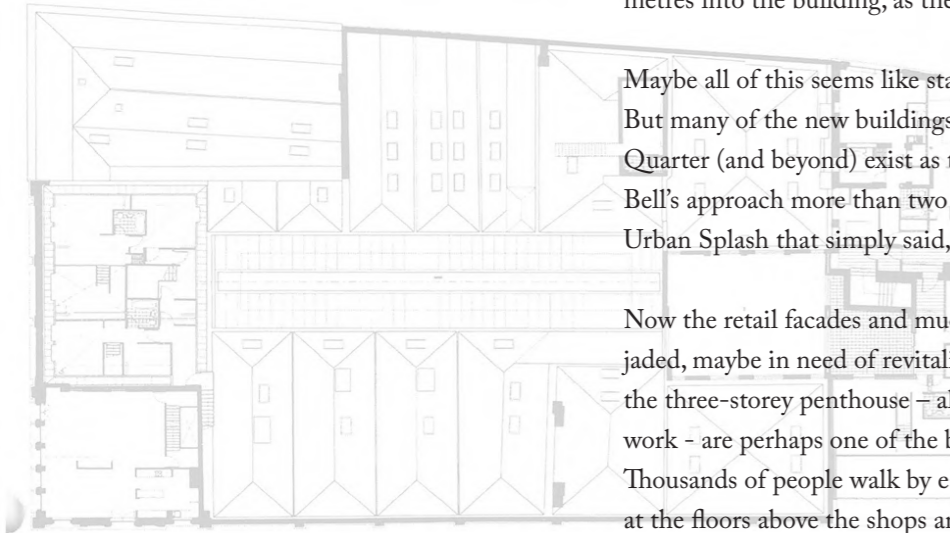 metres into the building, as the
Maybe all of this seems like sta
But many of the new buildings
Quarter (and beyond) exist as
Bell's approach more than two
Urban Splash that simply said,
Now the retail facades and mu
jaded, maybe in need of revital
the three-storey penthouse – a
work - are perhaps one of the b
Thousands of people walk by e
at the floors above the shops an